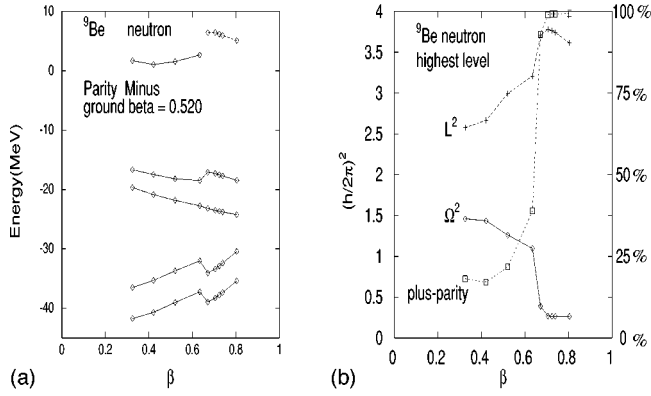 ⁹Be neutron
Parity Minus
ground beta = 0.520
Energy(MeV)
10
0
-10
-20
-30
-40
0
0.2
0.4
0.6
0.8
1
β
(a)
⁹Be neutron
highest level
L²
Ω²
plus-parity
(h/2π)²
4
3.5
3
2.5
2
1.5
1
0.5
0
100 %
75%
50%
25%
0 %
0
0.2
0.4
0.6
0.8
1
β
(b)